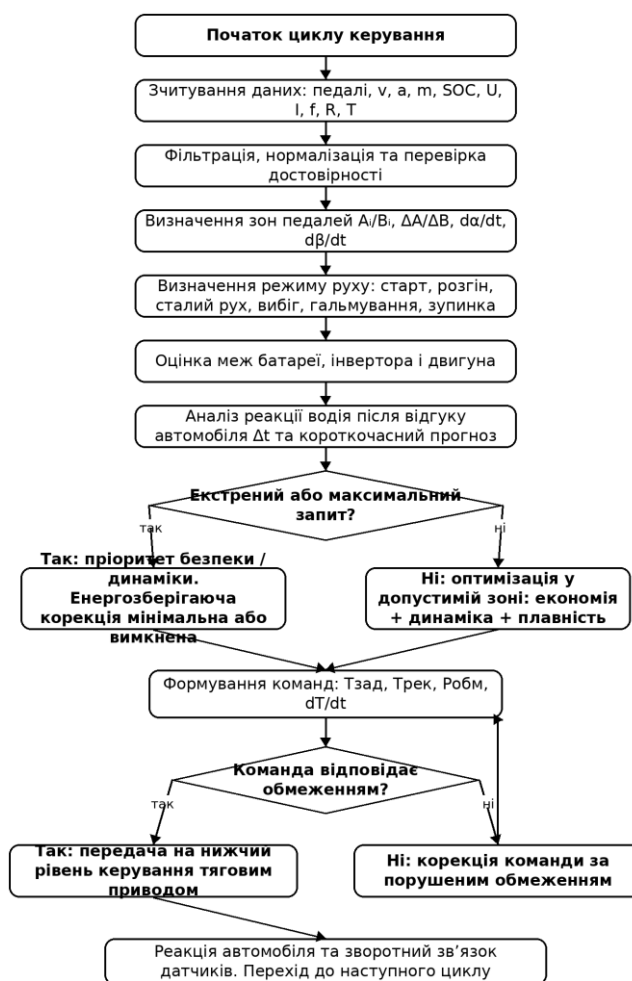 Початок циклу керування
Зчитування даних: педалі, v, a, m, SOC, U,
I, f, R, T
Фільтрація, нормалізація та перевірка
достовірності
Визначення зон педалей Aᵢ/Bᵢ, ΔA/ΔB, dα/dt,
dβ/dt
Визначення режиму руху: старт, розгін,
сталий рух, вибіг, гальмування, зупинка
Оцінка меж батареї, інвертора і двигуна
Аналіз реакції водія після відгуку
автомобіля Δt та короткочасний прогноз
Екстрений або максимальний
запит?
так
ні
Так: пріоритет безпеки /
динаміки.
Енергозберігаюча
корекція мінімальна або
вимкнена
Ні: оптимізація у
допустимій зоні: економія
+ динаміка + плавність
Формування команд: Tзад, Tрек, Pобм,
dT/dt
Команда відповідає
обмеженням?
так
ні
Так: передача на нижчий
рівень керування тяговим
приводом
Ні: корекція команди за
порушеним обмеженням
Реакція автомобіля та зворотний зв’язок
датчиків. Перехід до наступного циклу